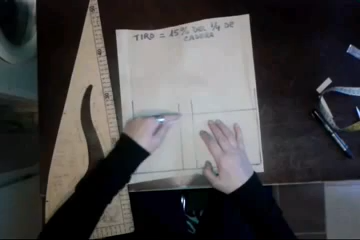 TIRO = 15% DEL 1/4 DE
CADERA